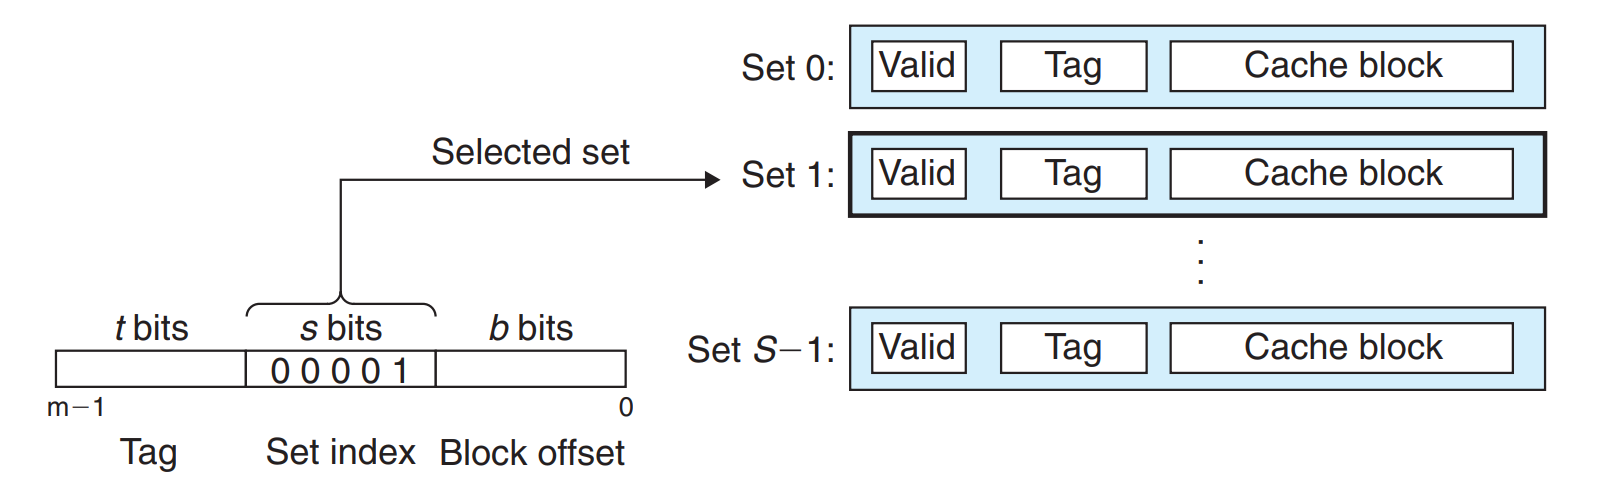 Set 0: Valid Tag Cache block
Selected set
Set 1: Valid Tag Cache block
t bits s bits b bits
Set S−1: Valid Tag Cache block
0 0 0 0 1
m−1 0
Tag Set index Block offset